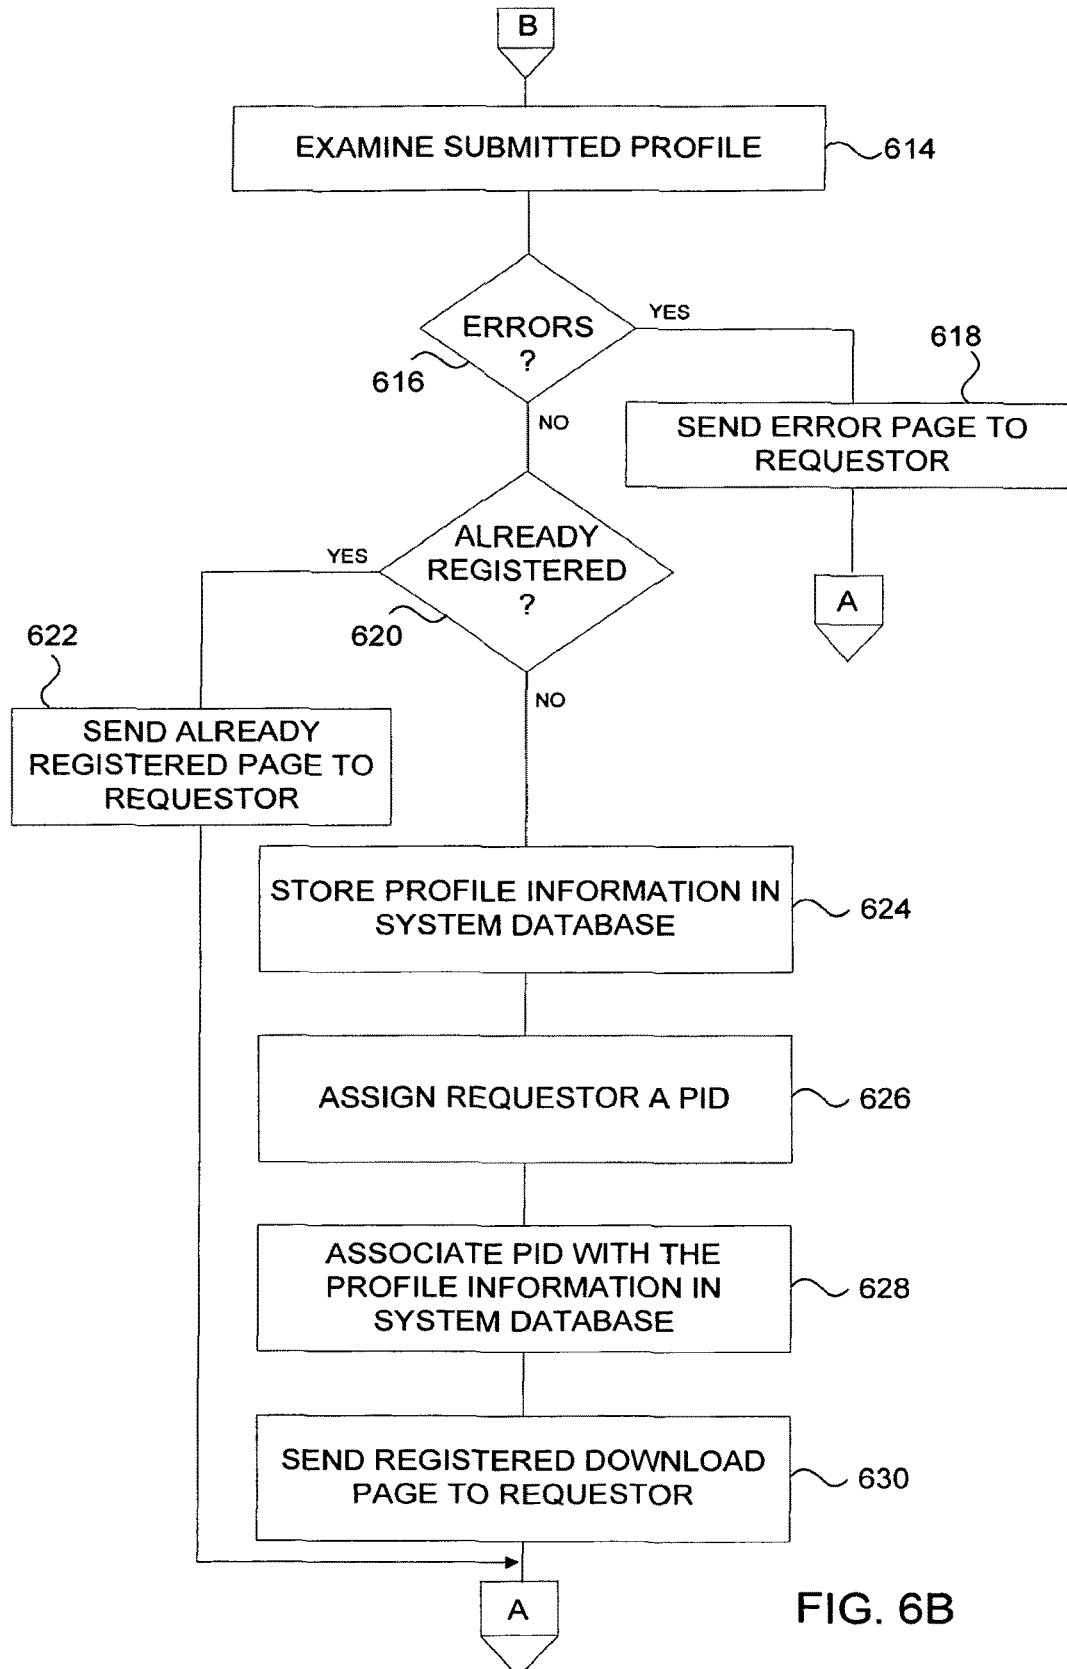 B
EXAMINE SUBMITTED PROFILE
614
ERRORS
?
616
YES
NO
618
SEND ERROR PAGE TO
REQUESTOR
A
ALREADY
REGISTERED
?
620
YES
NO
622
SEND ALREADY
REGISTERED PAGE TO
REQUESTOR
STORE PROFILE INFORMATION IN
SYSTEM DATABASE
624
ASSIGN REQUESTOR A PID
626
ASSOCIATE PID WITH THE
PROFILE INFORMATION IN
SYSTEM DATABASE
628
SEND REGISTERED DOWNLOAD
PAGE TO REQUESTOR
630
A
FIG. 6B